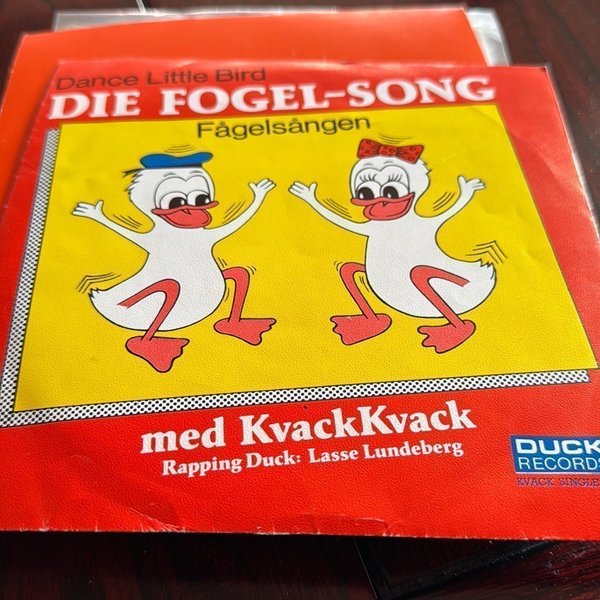 Dance Little Bird
DIE FOGEL-SONG
Fågelsången
med KvackKvack
Rapping Duck: Lasse Lundeberg
DUCK
RECORDS
KVACK SINGLE